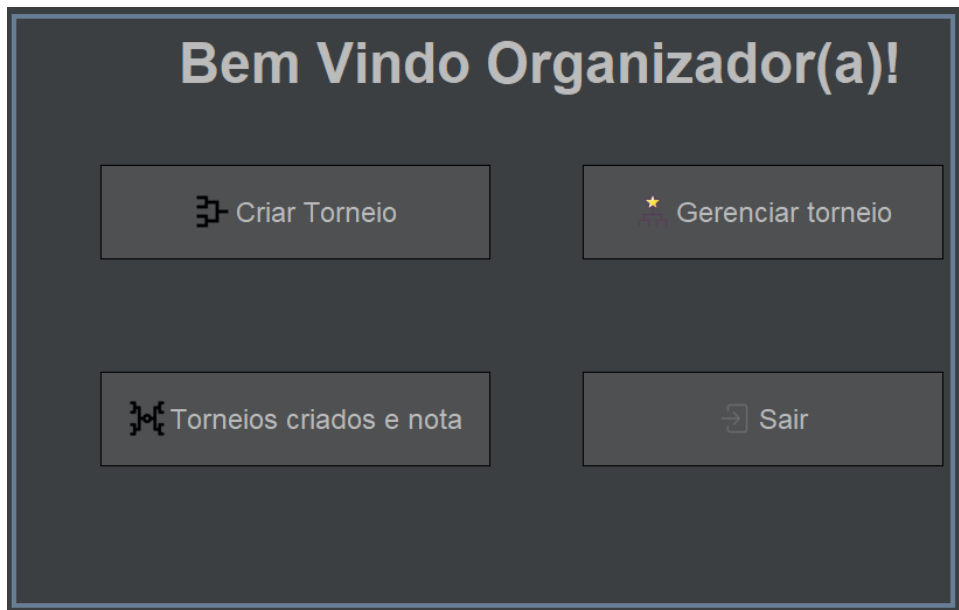 Bem Vindo Organizador(a)!
Criar Torneio
Gerenciar torneio
Torneios criados e nota
Sair